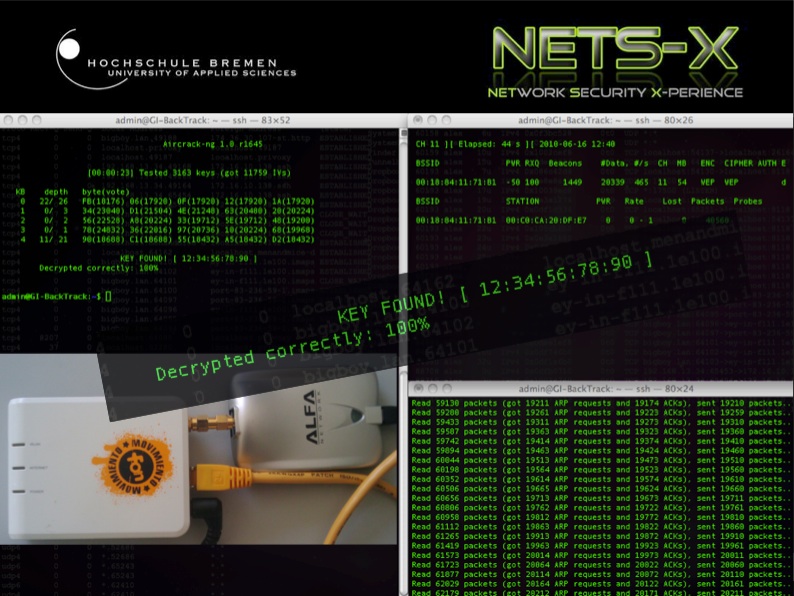 HOCHSCHULE BREMEN
UNIVERSITY OF APPLIED SCIENCES
NETS-X
NETWORK SECURITY X-PERIENCE
admin@GI-BackTrack: ~ — ssh — 83×52
Aircrack-ng 1.0 r1645
[00:00:23] Tested 3163 keys (got 11759 IVs)
KB depth byte(vote)
0 22/ 26 FB(18176) 06(17920) 0F(17920) 12(17920) 1A(17920)
1 0/ 3 34(23040) D1(21504) 4E(21248) 63(20480) 20(20224)
2 0/ 9 56(22528) A0(20224) 33(19712) 5E(19712) 48(19200)
3 0/ 1 78(24832) 36(22016) 97(20736) 10(20224) 60(19968)
4 11/ 21 90(18688) C1(18688) 55(18432) A5(18432) D2(18432)
KEY FOUND! [ 12:34:56:78:90 ]
Decrypted correctly: 100%
admin@GI-BackTrack:~$
admin@GI-BackTrack: ~ — ssh — 80×26
CH 11 ][ Elapsed: 44 s ][ 2010-06-16 12:40
BSSID PWR RXQ Beacons #Data, #/s CH MB ENC CIPHER AUTH E
00:18:84:11:71:B1 -50 100 1449 20339 465 11 54 WEP WEP d
BSSID STATION PWR Rate Lost Packets Probes
00:18:84:11:71:B1 00:C0:CA:20:DF:E7 0 0 - 1 0 40560
KEY FOUND! [ 12:34:56:78:90 ]
Decrypted correctly: 100%
ALFA
NETWORK
MOVIMIENTO
MOVIMIENTO
admin@GI-BackTrack: ~ — ssh — 80×24
Read 59130 packets (got 19211 ARP requests and 19174 ACKs), sent 19210 packets..
Read 59280 packets (got 19261 ARP requests and 19223 ACKs), sent 19259 packets..
Read 59433 packets (got 19311 ARP requests and 19273 ACKs), sent 19310 packets..
Read 59587 packets (got 19363 ARP requests and 19323 ACKs), sent 19360 packets..
Read 59742 packets (got 19414 ARP requests and 19374 ACKs), sent 19410 packets..
Read 59894 packets (got 19463 ARP requests and 19424 ACKs), sent 19460 packets..
Read 60044 packets (got 19513 ARP requests and 19473 ACKs), sent 19510 packets..
Read 60198 packets (got 19564 ARP requests and 19523 ACKs), sent 19560 packets..
Read 60352 packets (got 19614 ARP requests and 19574 ACKs), sent 19610 packets..
Read 60506 packets (got 19665 ARP requests and 19624 ACKs), sent 19660 packets..
Read 60656 packets (got 19713 ARP requests and 19673 ACKs), sent 19711 packets..
Read 60806 packets (got 19762 ARP requests and 19722 ACKs), sent 19761 packets..
Read 60958 packets (got 19812 ARP requests and 19772 ACKs), sent 19810 packets..
Read 61112 packets (got 19863 ARP requests and 19822 ACKs), sent 19860 packets..
Read 61265 packets (got 19913 ARP requests and 19872 ACKs), sent 19910 packets..
Read 61419 packets (got 19963 ARP requests and 19923 ACKs), sent 19961 packets..
Read 61573 packets (got 20014 ARP requests and 19973 ACKs), sent 20011 packets..
Read 61723 packets (got 20064 ARP requests and 20022 ACKs), sent 20060 packets..
Read 61877 packets (got 20114 ARP requests and 20072 ACKs), sent 20110 packets..
Read 62029 packets (got 20164 ARP requests and 20122 ACKs), sent 20161 packets..
Read 62179 packets (got 20212 ARP requests and 20171 ACKs), sent 20211 packets..